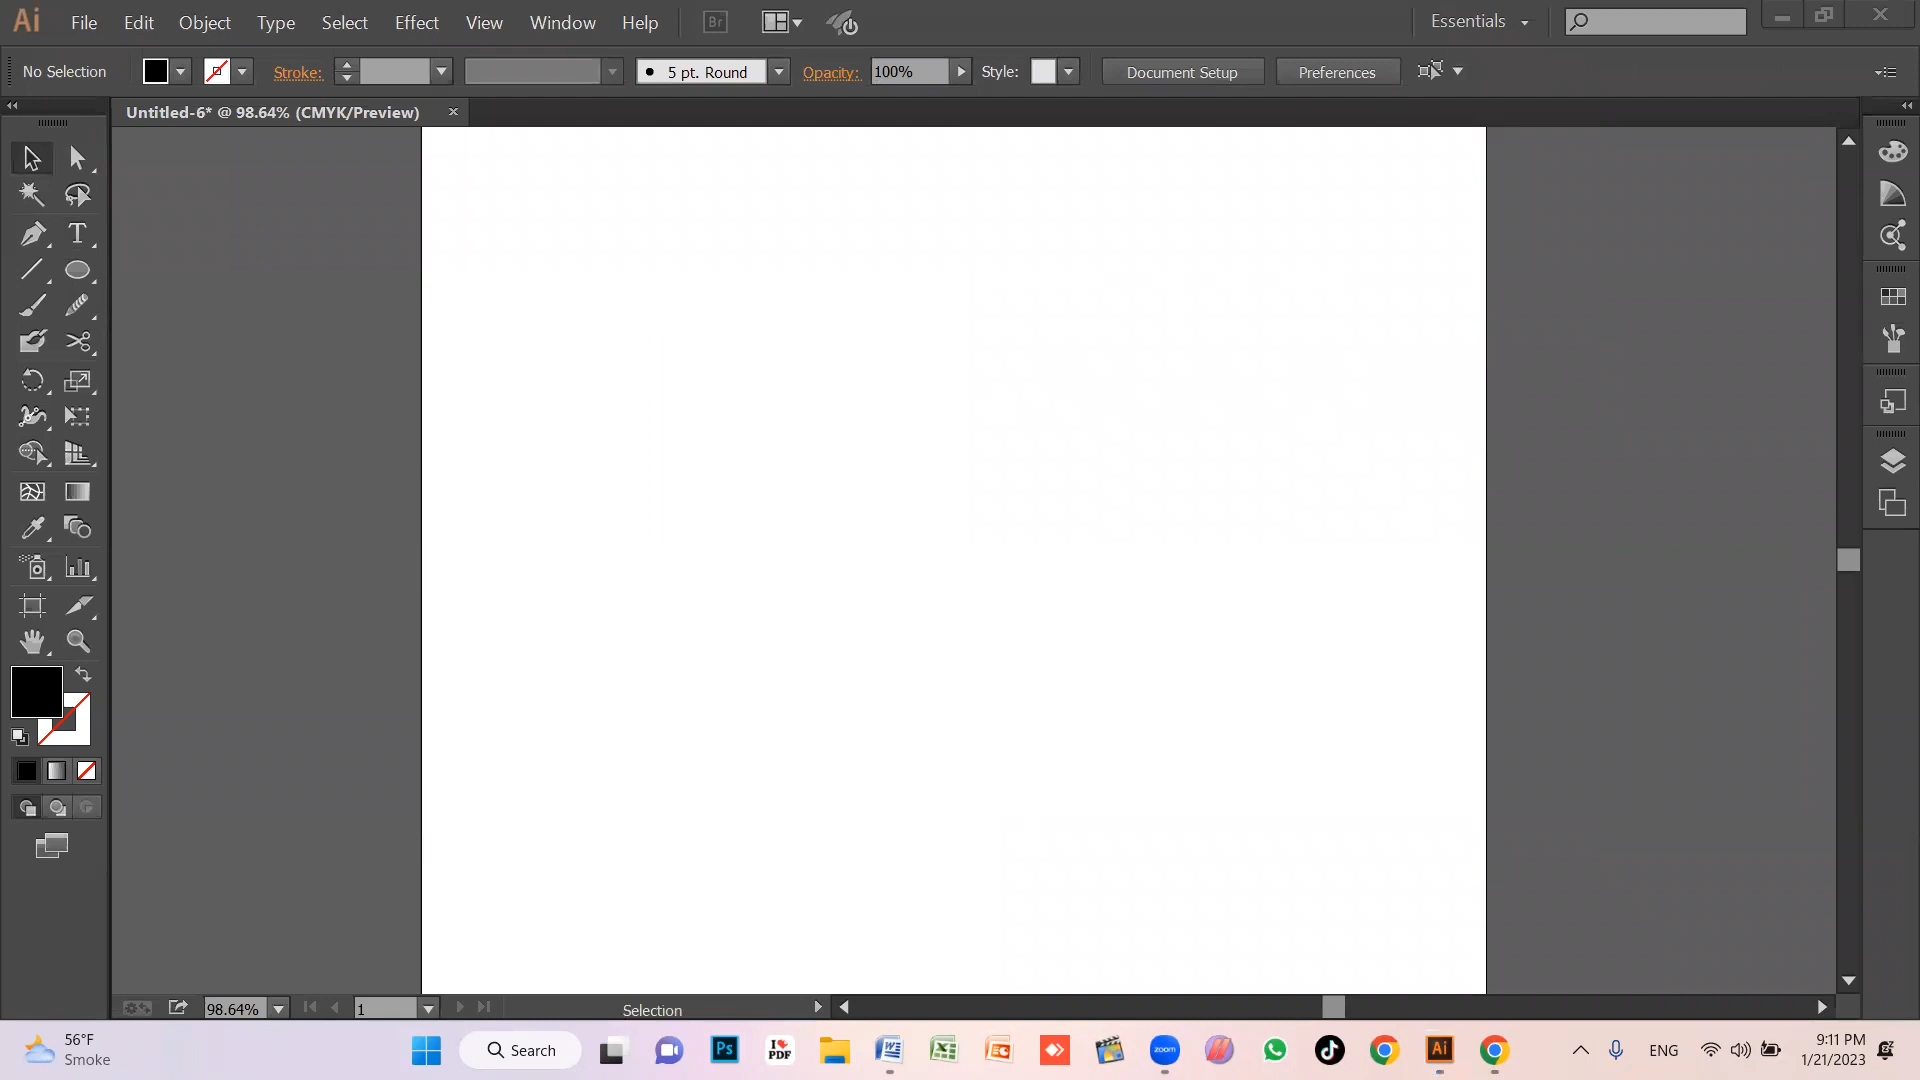 Ai File Edit Object Type Select Effect View Window Help Br Essentials
No Selection Stroke: 5 pt. Round Opacity: 100% Style: Document Setup Preferences
Untitled-6* @ 98.64% (CMYK/Preview)
T
98.64% 1 Selection
56°F
Smoke
Search
Ps
I
PDF
zoom
Ai
ENG
9:11 PM
1/21/2023